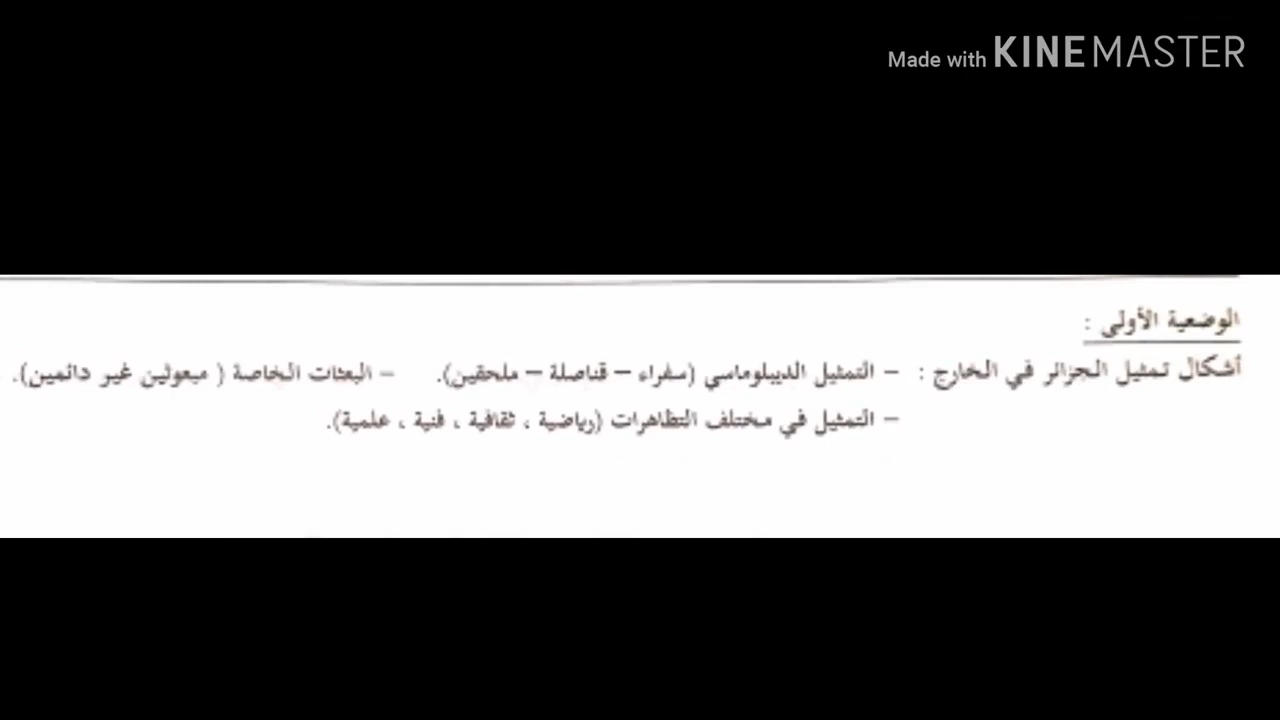 Made with KINEMASTER
الوضعية الأولى :
أشكال تمثيل الجزائر في الخارج : – التمثيل الديبلوماسي (سفراء – قناصلة – ملحقين). – البعثات الخاصة ( مبعوثين غير دائمين).
– التمثيل في مختلف التظاهرات (رياضية ، ثقافية ، فنية ، علمية).